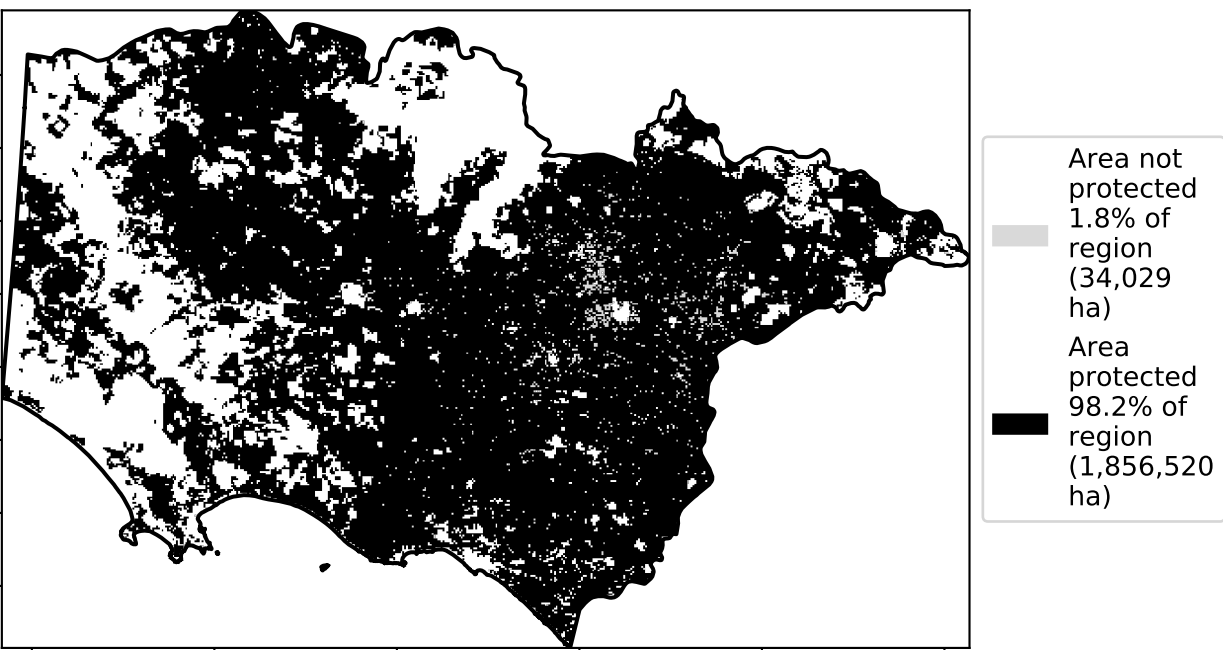 Area not
protected
1.8% of
region
(34,029
ha)
Area
protected
98.2% of
region
(1,856,520
ha)